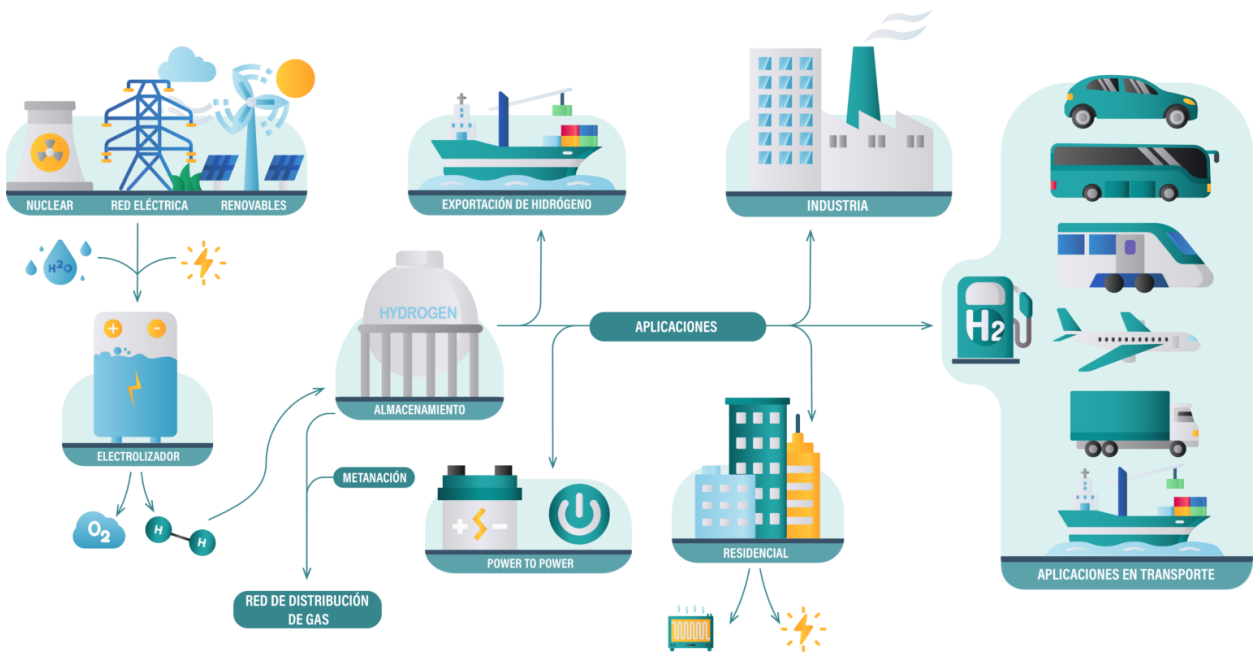 NUCLEAR
RED ELÉCTRICA
RENOVABLES
EXPORTACIÓN DE HIDRÓGENO
INDUSTRIA
H2O
HYDROGEN
APLICACIONES
H2
ALMACENAMIENTO
ELECTROLIZADOR
METANACIÓN
O2
H
H
POWER TO POWER
RESIDENCIAL
APLICACIONES EN TRANSPORTE
RED DE DISTRIBUCIÓN
DE GAS